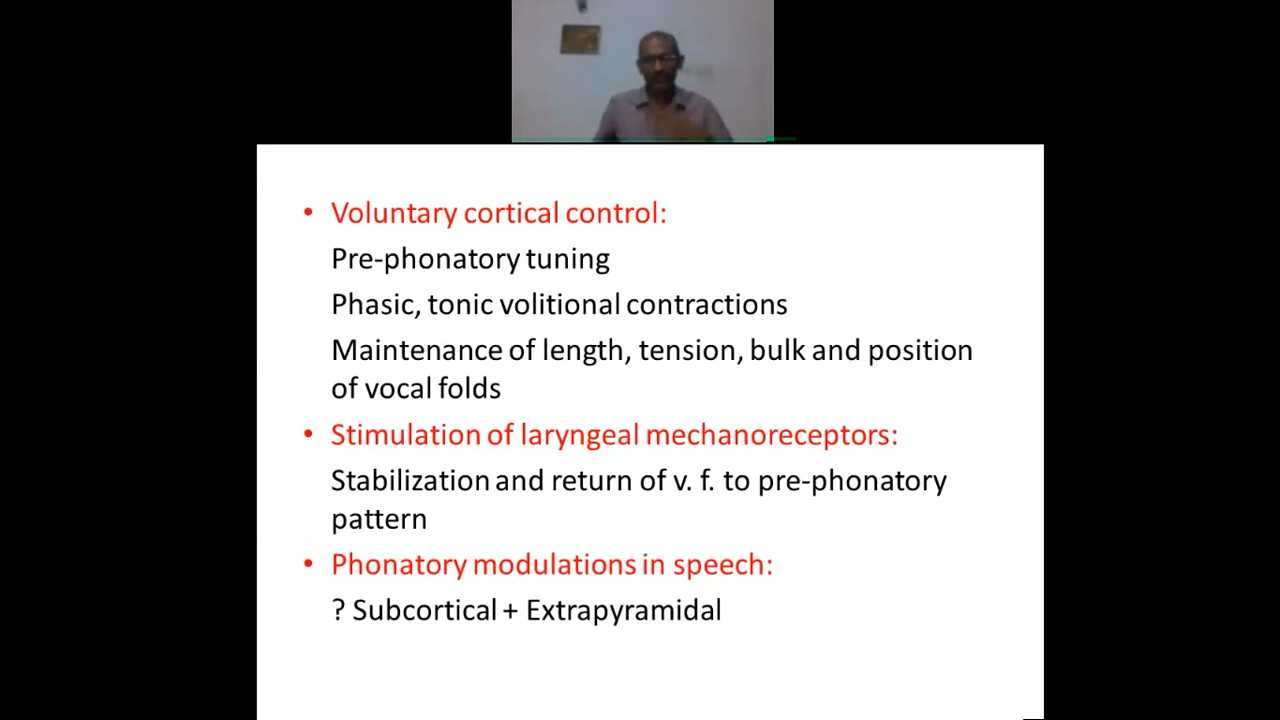 • Voluntary cortical control:
Pre-phonatory tuning
Phasic, tonic volitional contractions
Maintenance of length, tension, bulk and position
of vocal folds
• Stimulation of laryngeal mechanoreceptors:
Stabilization and return of v. f. to pre-phonatory
pattern
• Phonatory modulations in speech:
? Subcortical + Extrapyramidal